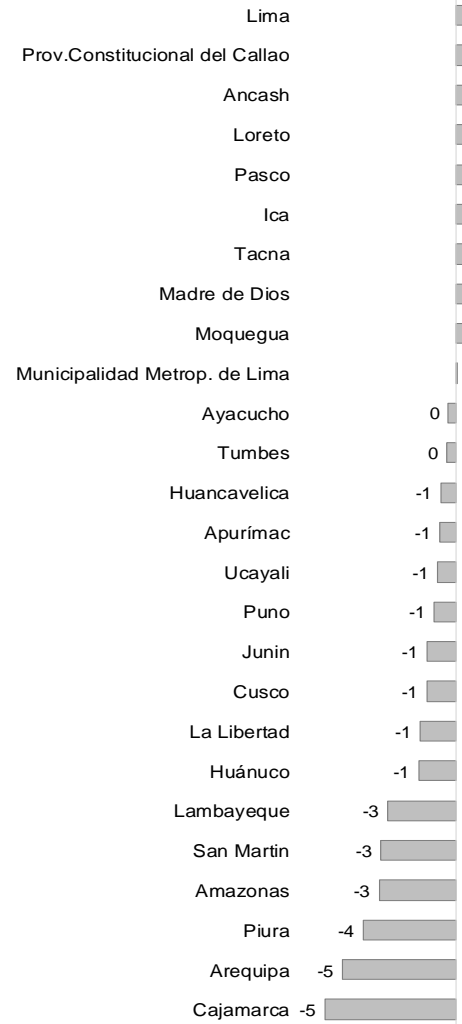 Lima
Prov.Constitucional del Callao
Ancash
Loreto
Pasco
Ica
Tacna
Madre de Dios
Moquegua
Municipalidad Metrop. de Lima
Ayacucho 0
Tumbes 0
Huancavelica -1
Apurímac -1
Ucayali -1
Puno -1
Junin -1
Cusco -1
La Libertad -1
Huánuco -1
Lambayeque -3
San Martin -3
Amazonas -3
Piura -4
Arequipa -5
Cajamarca -5